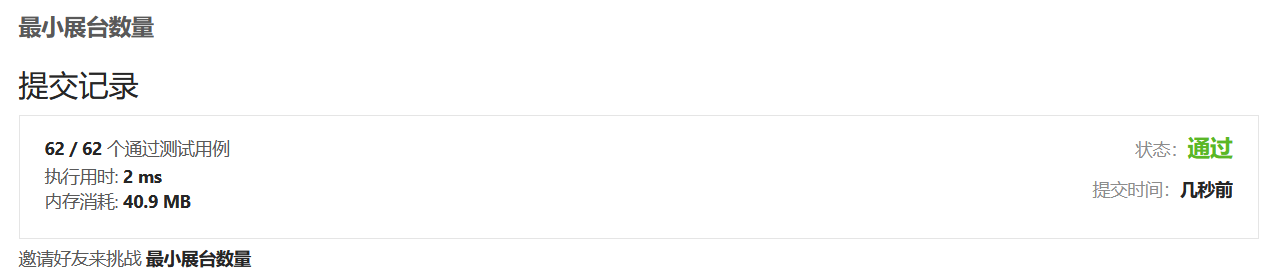 最小展台数量
提交记录
62 / 62 个通过测试用例
状态：通过
执行用时: 2 ms
提交时间：几秒前
内存消耗: 40.9 MB
邀请好友来挑战 最小展台数量